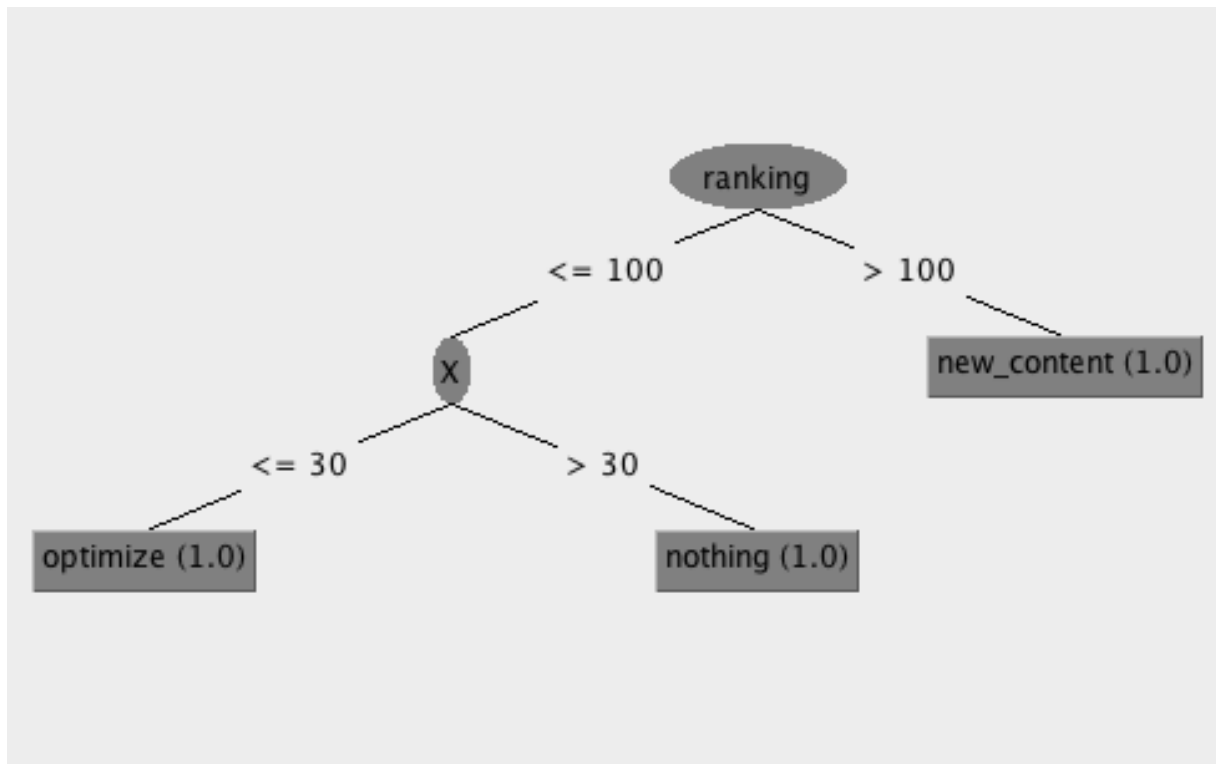 ranking
<= 100
> 100
X
new_content (1.0)
<= 30
> 30
optimize (1.0)
nothing (1.0)